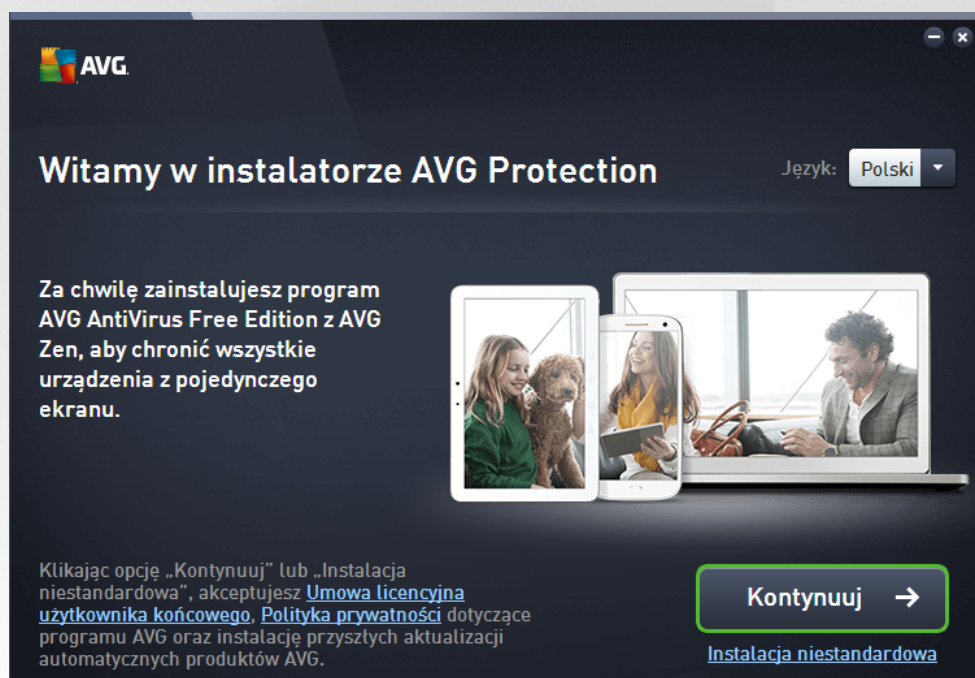 AVG.
Witamy w instalatorze AVG Protection
Język: Polski
Za chwilę zainstalujesz program
AVG AntiVirus Free Edition z AVG
Zen, aby chronić wszystkie
urządzenia z pojedynczego
ekranu.
Klikając opcję „Kontynuuj” lub „Instalacja
niestandardowa”, akceptujesz Umowa licencyjna
użytkownika końcowego, Polityka prywatności dotyczące
programu AVG oraz instalację przyszłych aktualizacji
automatycznych produktów AVG.
Kontynuuj →
Instalacja niestandardowa